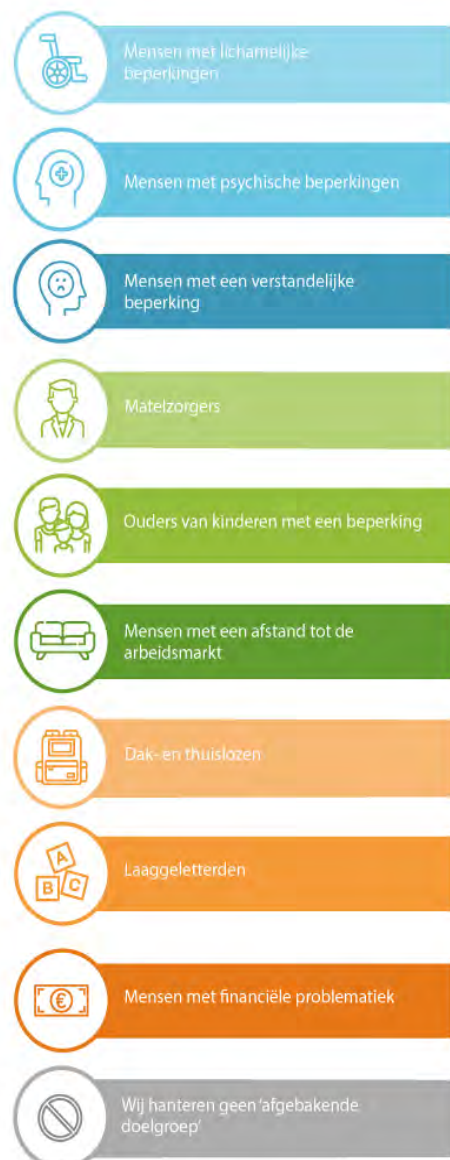 Mensen met lichamelijke
beperkingen
Mensen met psychische beperkingen
Mensen met een verstandelijke
beperking
Matelzorgers
Ouders van kinderen met een beperking
Mensen met een afstand tot de
arbeidsmarkt
Dak- en thuislozen
A
B C
Laaggeletterden
€
Mensen met financiële problematiek
Wij hanteren geen 'afgebakende
doelgroep'